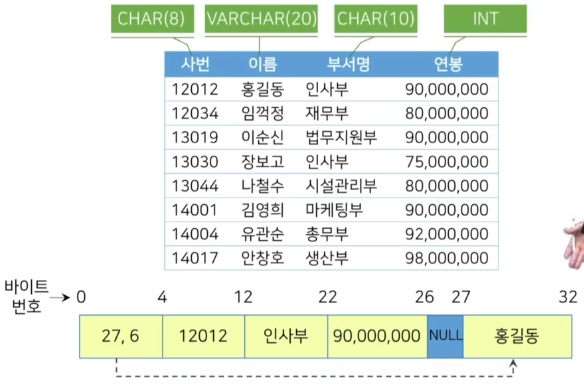 CHAR(8) VARCHAR(20) CHAR(10) INT
사번 이름 부서명 연봉
12012 홍길동 인사부 90,000,000
12034 임꺽정 재무부 80,000,000
13019 이순신 법무지원부 90,000,000
13030 장보고 인사부 75,000,000
13044 나철수 시설관리부 80,000,000
14001 김영희 마케팅부 90,000,000
14004 유관순 총무부 92,000,000
14017 안창호 생산부 98,000,000
바이트
번호 0 4 12 22 26 27 32
27, 6 12012 인사부 90,000,000 NULL 홍길동